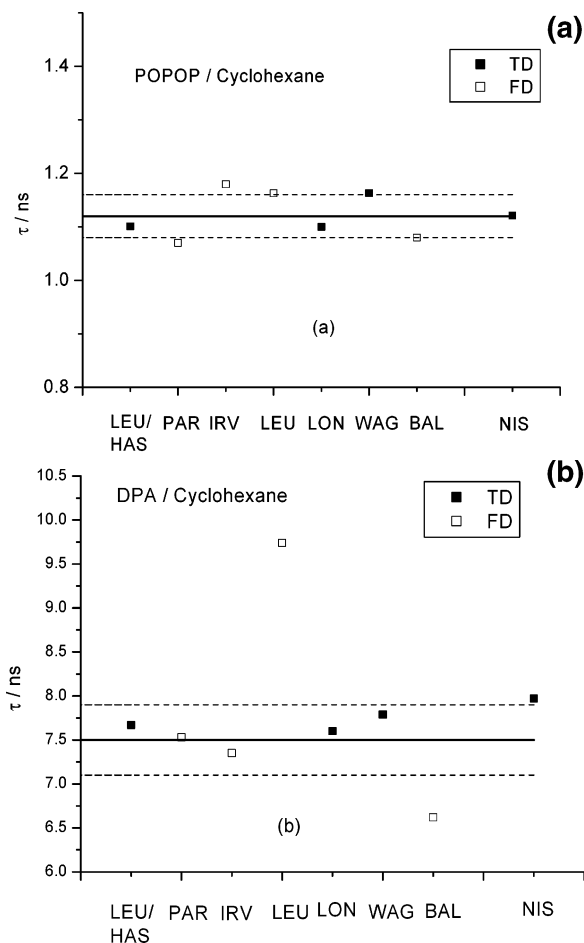 (a)
1.4
1.2
1.0
0.8
τ / ns
POPOP / Cyclohexane
TD
FD
(a)
LEU/ HAS PAR IRV LEU LON WAG BAL NIS
(b)
10.5
10.0
9.5
9.0
8.5
8.0
7.5
7.0
6.5
6.0
τ / ns
DPA / Cyclohexane
TD
FD
(b)
LEU/ HAS PAR IRV LEU LON WAG BAL NIS